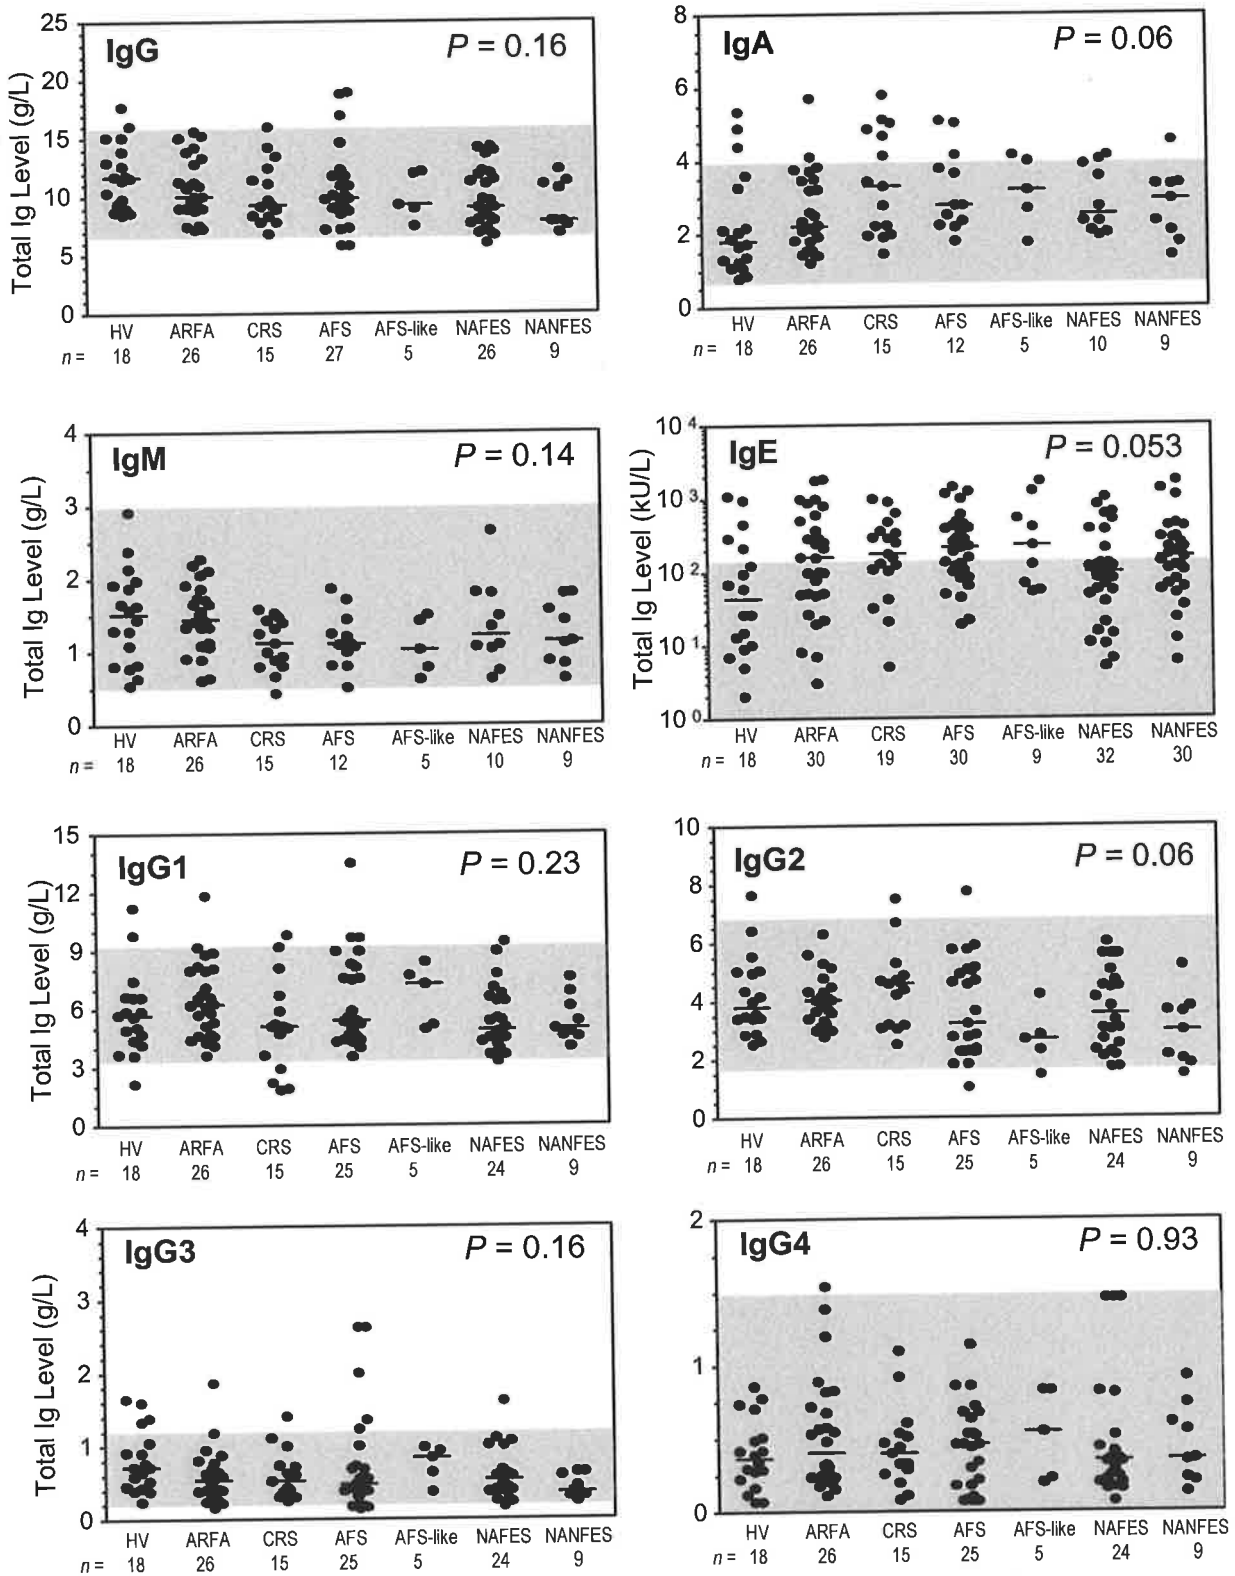 IgG
P = 0.16
Total Ig Level (g/L)
25
20
15
10
5
0
HV ARFA CRS AFS AFS-like NAFES NANFES
n = 18 26 15 27 5 26 9
IgA
P = 0.06
8
6
4
2
0
HV ARFA CRS AFS AFS-like NAFES NANFES
n = 18 26 15 12 5 10 9
IgM
P = 0.14
Total Ig Level (g/L)
4
3
2
1
0
HV ARFA CRS AFS AFS-like NAFES NANFES
n = 18 26 15 12 5 10 9
IgE
P = 0.053
Total Ig Level (kU/L)
10 4
10 3
10 2
10 1
10 0
HV ARFA CRS AFS AFS-like NAFES NANFES
n = 18 30 19 30 9 32 30
IgG1
P = 0.23
Total Ig Level (g/L)
15
12
9
6
3
0
HV ARFA CRS AFS AFS-like NAFES NANFES
n = 18 26 15 25 5 24 9
IgG2
P = 0.06
10
8
6
4
2
0
HV ARFA CRS AFS AFS-like NAFES NANFES
n = 18 26 15 25 5 24 9
IgG3
P = 0.16
Total Ig Level (g/L)
4
3
2
1
0
HV ARFA CRS AFS AFS-like NAFES NANFES
n = 18 26 15 25 5 24 9
IgG4
P = 0.93
2
1
0
HV ARFA CRS AFS AFS-like NAFES NANFES
n = 18 26 15 25 5 24 9